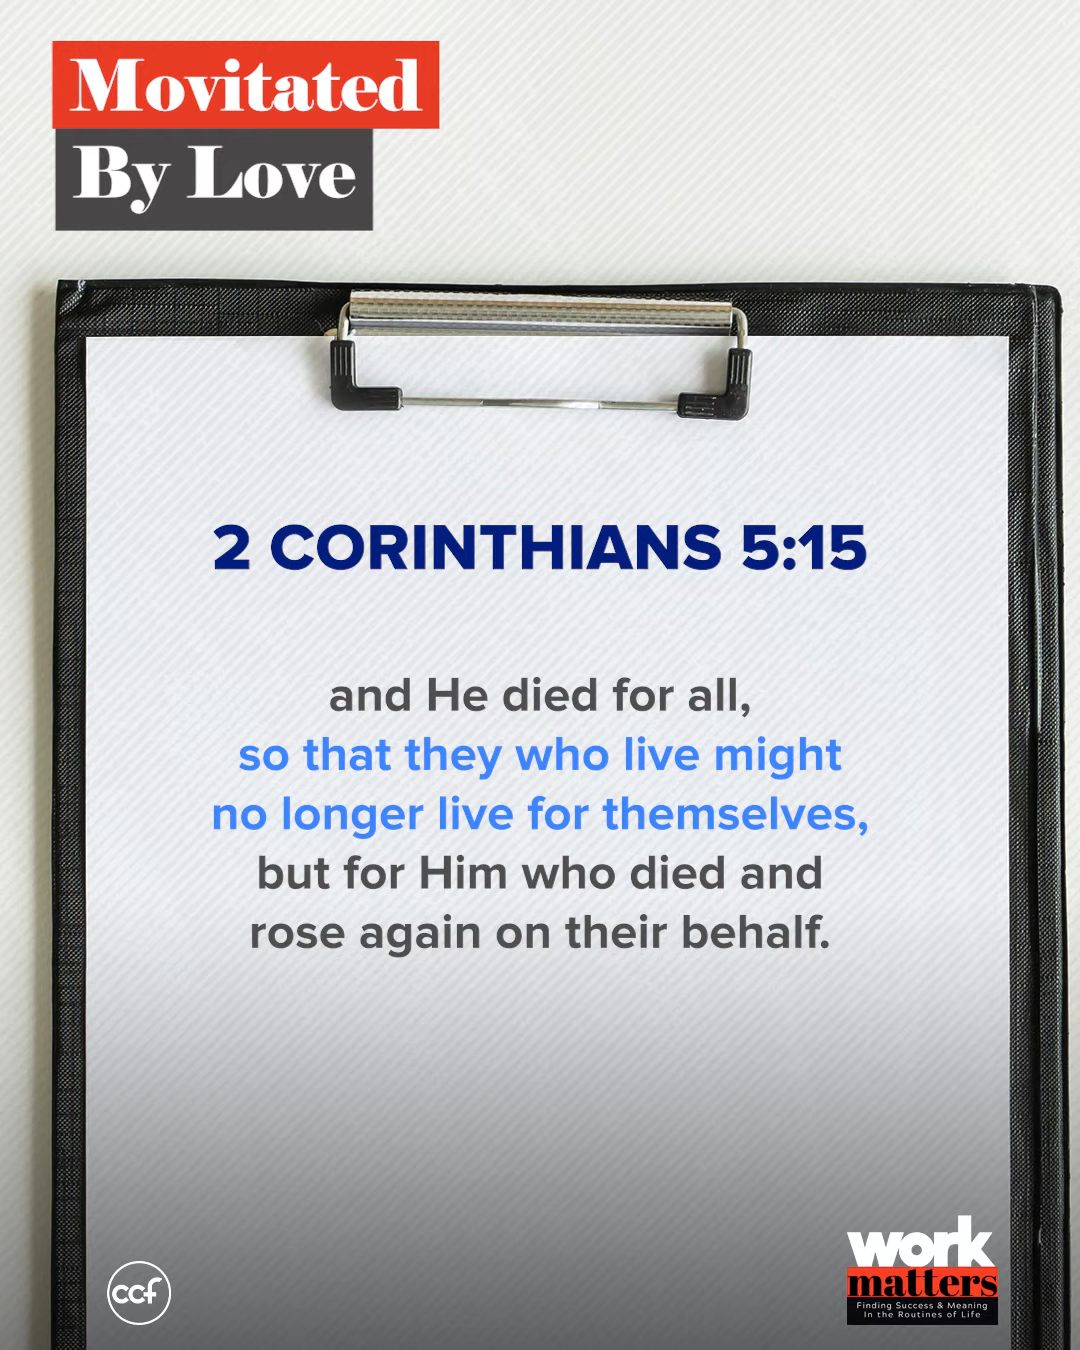 Movitated
By Love
2 CORINTHIANS 5:15
and He died for all,
so that they who live might
no longer live for themselves,
but for Him who died and
rose again on their behalf.
ccf
work
matters
Finding Success & Meaning
In the Routines of Life